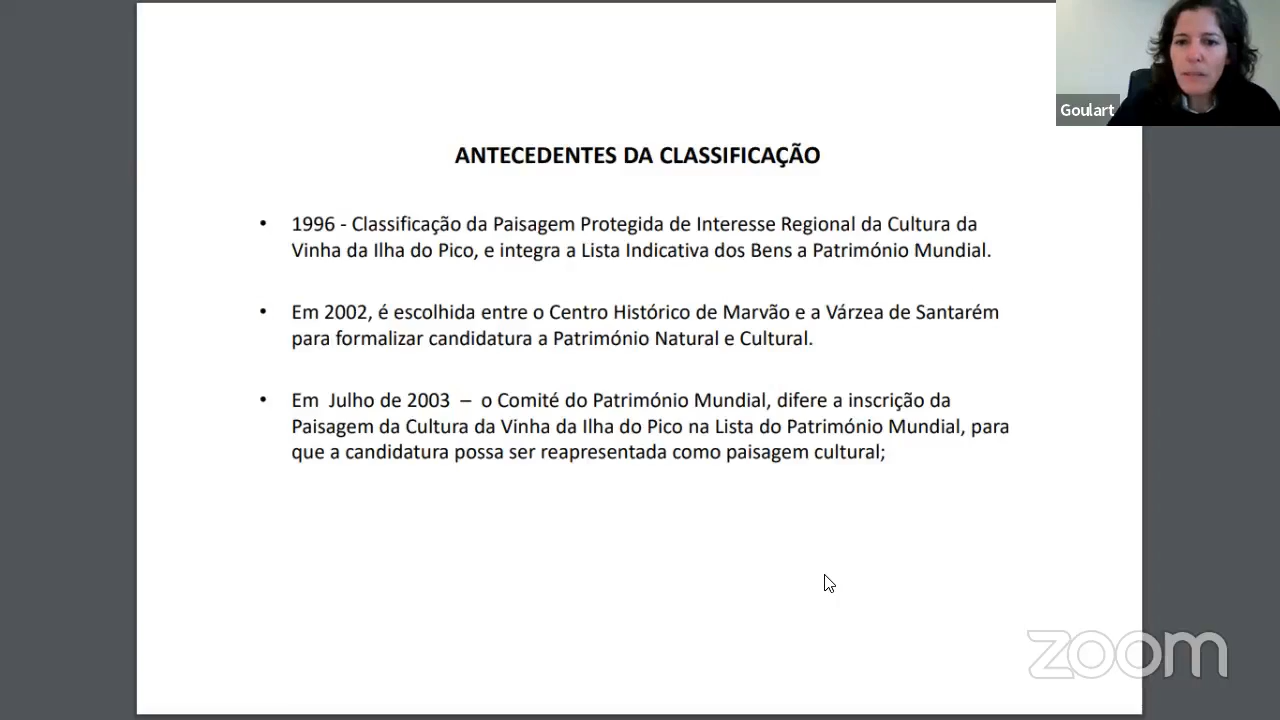 Goulart
ANTECEDENTES DA CLASSIFICAÇÃO
• 1996 - Classificação da Paisagem Protegida de Interesse Regional da Cultura da
Vinha da Ilha do Pico, e integra a Lista Indicativa dos Bens a Património Mundial.
• Em 2002, é escolhida entre o Centro Histórico de Marvão e a Várzea de Santarém
para formalizar candidatura a Património Natural e Cultural.
• Em Julho de 2003 – o Comité do Património Mundial, difere a inscrição da
Paisagem da Cultura da Vinha da Ilha do Pico na Lista do Património Mundial, para
que a candidatura possa ser reapresentada como paisagem cultural;
zoom